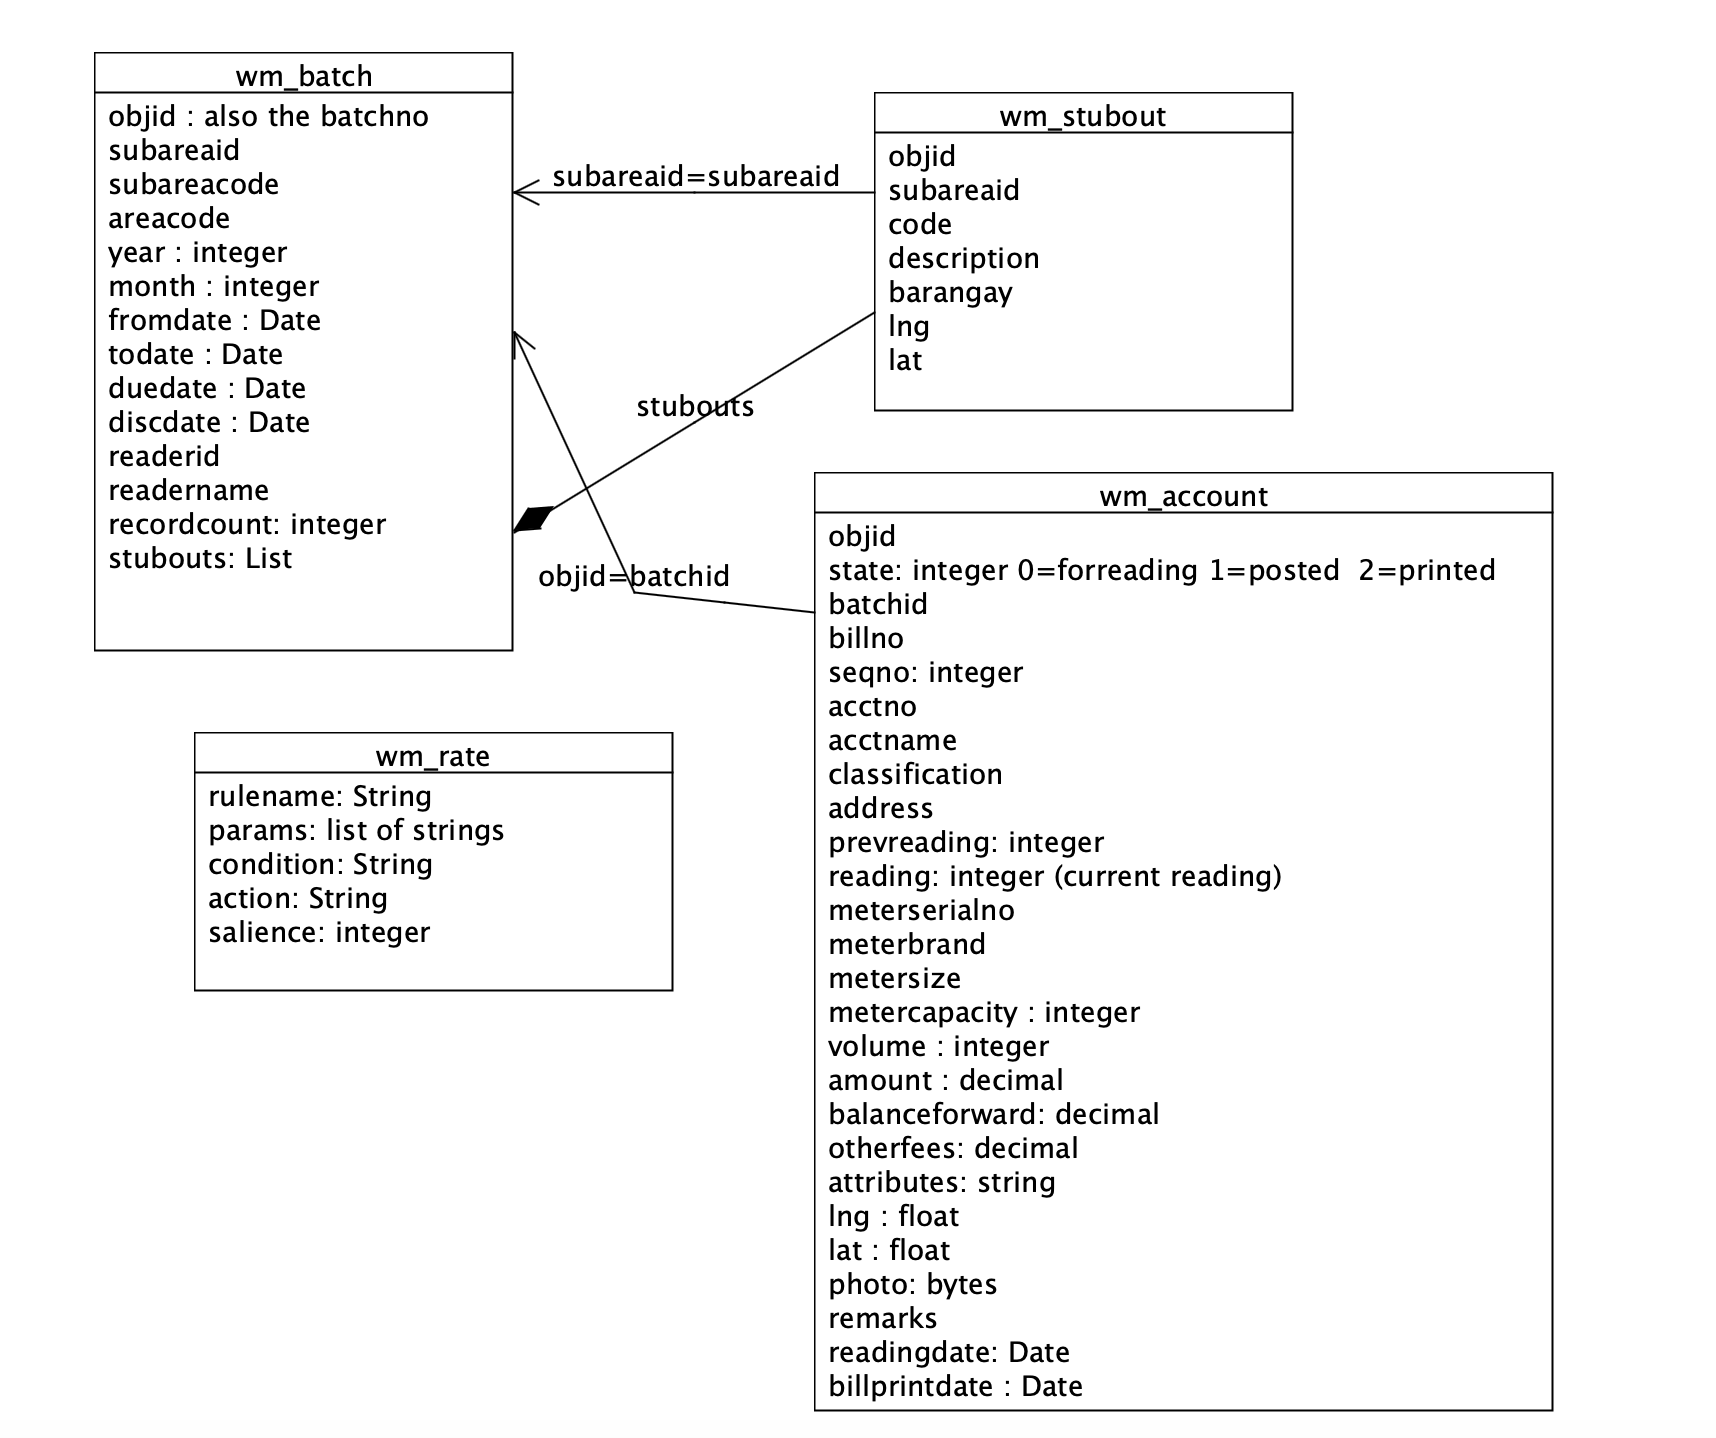 wm_batch
objid : also the batchno
subareaid
subareacode
areacode
year : integer
month : integer
fromdate : Date
todate : Date
duedate : Date
discdate : Date
readerid
readername
recordcount: integer
stubouts: List
subareaid=subareaid
stubouts
objid=batchid
wm_stubout
objid
subareaid
code
description
barangay
lng
lat
wm_account
objid
state: integer 0=forreading 1=posted  2=printed
batchid
billno
seqno: integer
acctno
acctname
classification
address
prevreading: integer
reading: integer (current reading)
meterserialno
meterbrand
metersize
metercapacity : integer
volume : integer
amount : decimal
balanceforward: decimal
otherfees: decimal
attributes: string
lng : float
lat : float
photo: bytes
remarks
readingdate: Date
billprintdate : Date
wm_rate
rulename: String
params: list of strings
condition: String
action: String
salience: integer